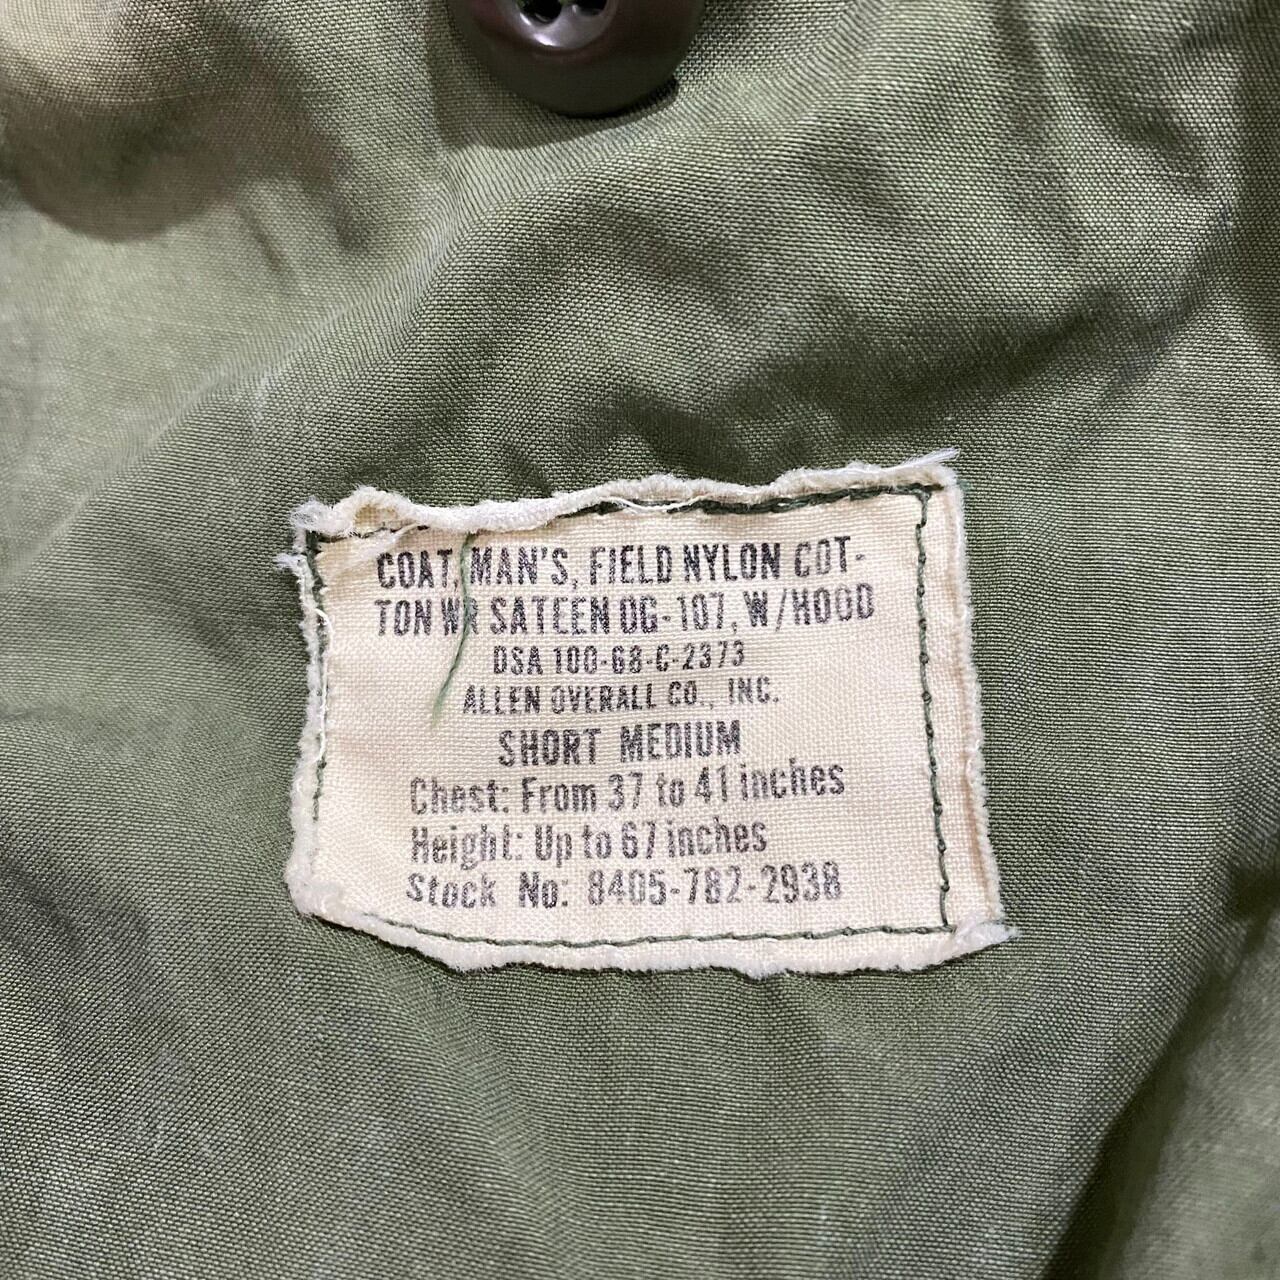 COAT, MAN'S, FIELD NYLON COT-
TON WR SATEEN OG-107, W/HOOD
DSA 100-68-C-2373
ALLEN OVERALL CO., INC.
SHORT MEDIUM
Chest: From 37 to 41 inches
Height: Up to 67 inches
Stock No: 8405-782-2938